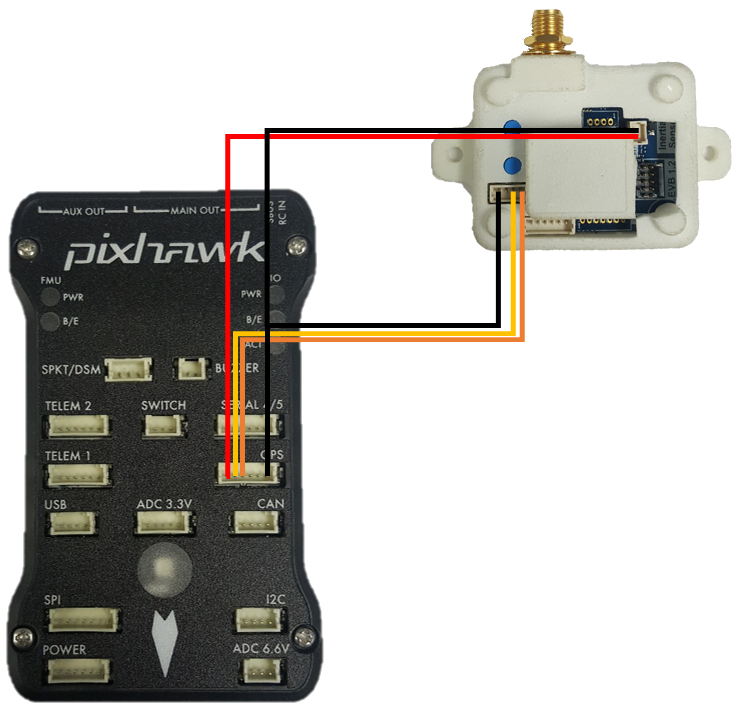 AUX OUT
MAIN OUT
SBUS
RC IN
pixhawk
FMU
IO
PWR
PWR
B/E
B/E
ACT
SPKT/DSM
BUZZER
TELEM 2
SWITCH
SERIAL 4/5
TELEM 1
GPS
USB
ADC 3.3V
CAN
SPI
I2C
POWER
ADC 6.6V
Inertial
Sense
EVB 1.2